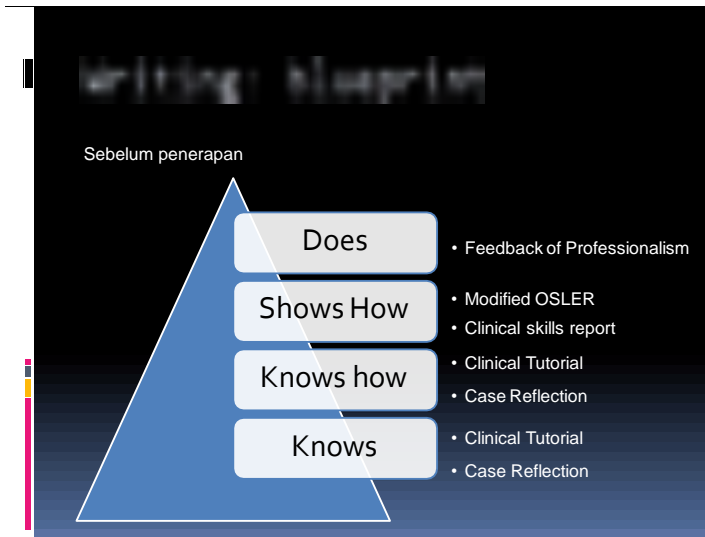 Sebelum penerapan
Does
• Feedback of Professionalism
Shows How
• Modified OSLER
• Clinical skills report
Knows how
• Clinical Tutorial
• Case Reflection
Knows
• Clinical Tutorial
• Case Reflection